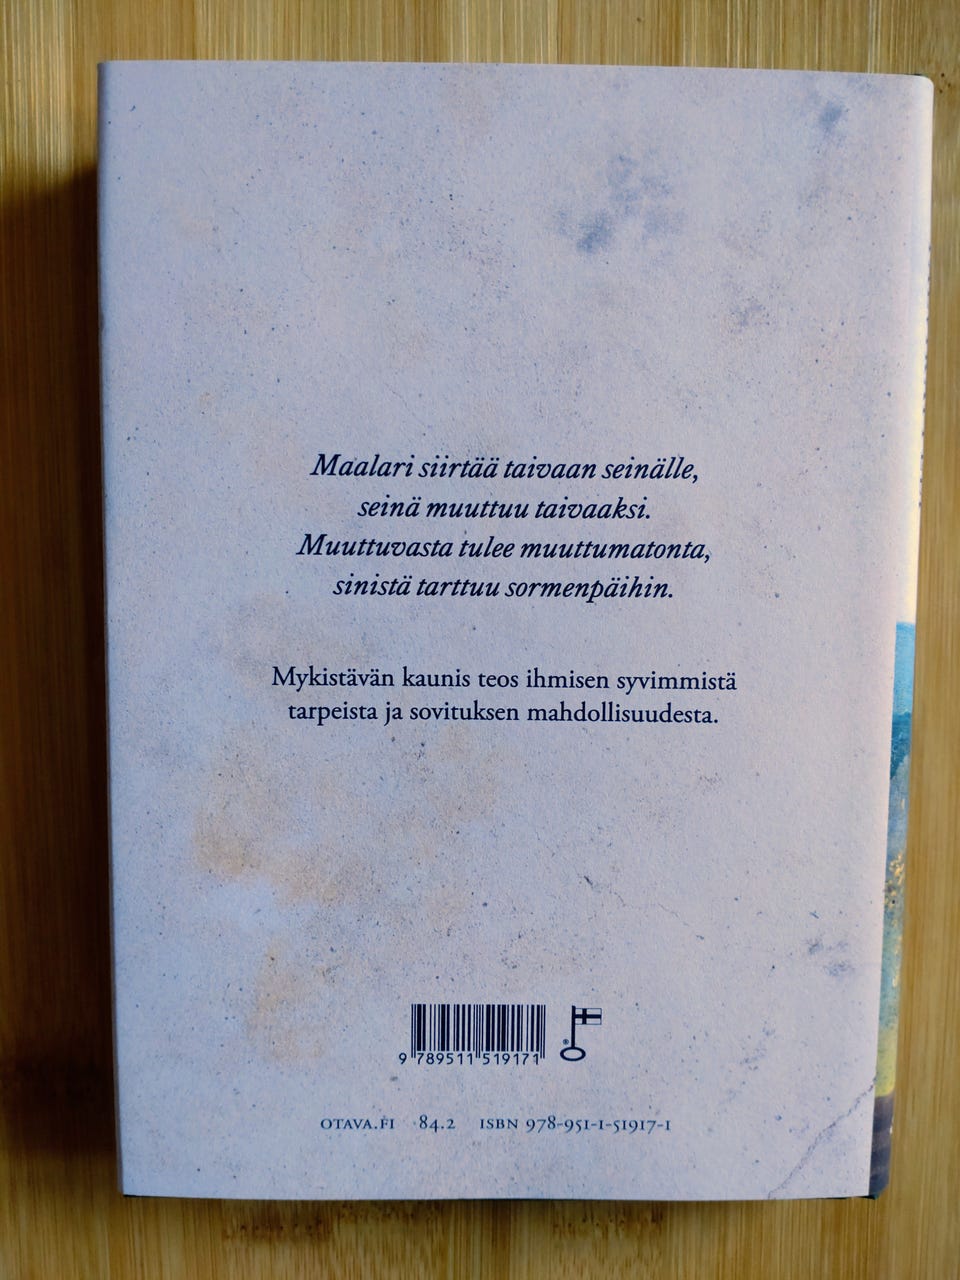 Maalari siirtää taivaan seinälle,
seinä muuttuu taivaaksi.
Muuttuvasta tulee muuttumatonta,
sinistä tarttuu sormenpäihin.
Mykistävän kaunis teos ihmisen syvimmistä
tarpeista ja sovituksen mahdollisuudesta.
9 789511 519171
OTAVA.FI 84.2 ISBN 978-951-1-51917-1